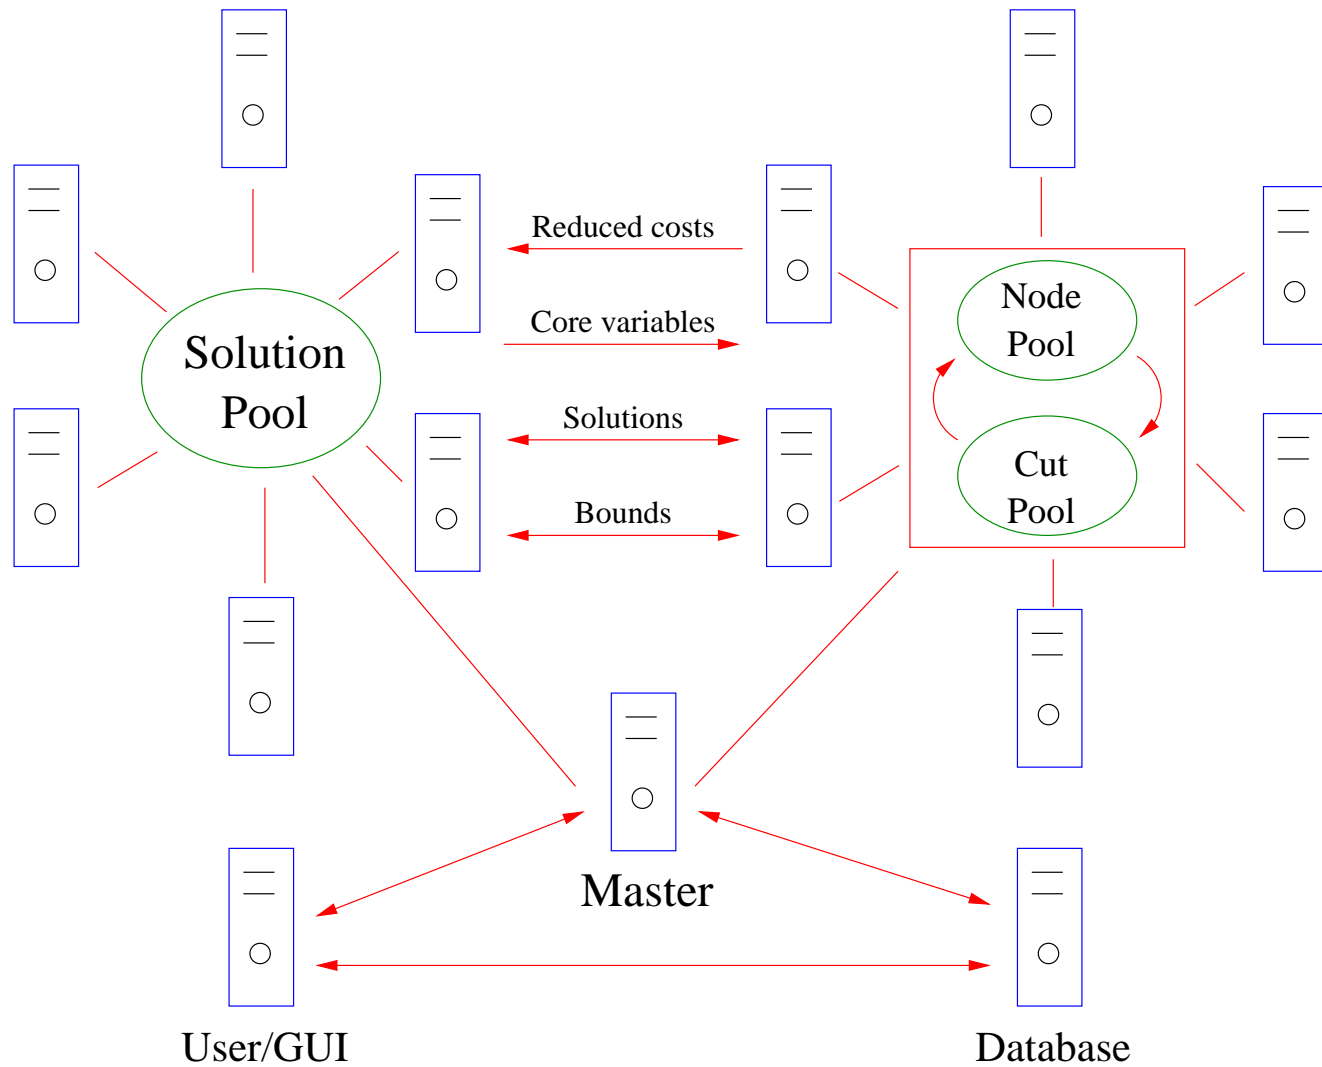 Reduced costs
Core variables
Solutions
Bounds
Solution
Pool
Node
Pool
Cut
Pool
Master
User/GUI
Database